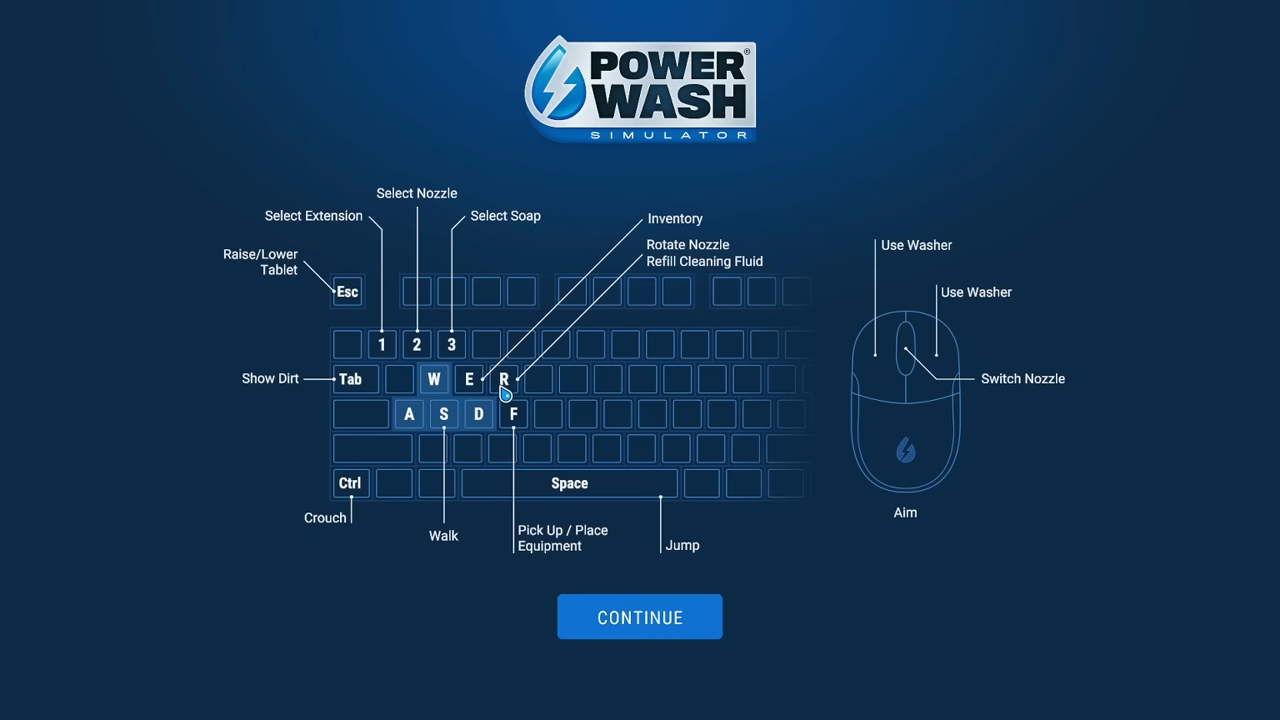 POWER®
WASH
SIMULATOR
Select Nozzle
Select Extension
Select Soap
Inventory
Raise/Lower
Tablet
Rotate Nozzle
Refill Cleaning Fluid
Use Washer
Use Washer
Esc
1 2 3
Show Dirt
Tab W E R
Switch Nozzle
A S D F
Ctrl Space
Crouch
Walk
Pick Up / Place
Equipment
Jump
Aim
CONTINUE